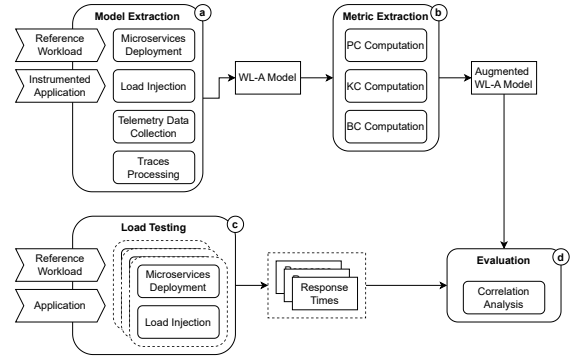 Model Extraction
a
Reference
Workload
Instrumented
Application
Microservices
Deployment
Load Injection
Telemetry Data
Collection
Traces
Processing
WL-A Model
Metric Extraction
b
PC Computation
KC Computation
BC Computation
Augmented
WL-A Model
Load Testing
c
Reference
Workload
Application
Microservices
Deployment
Load Injection
Response
Times
Evaluation
d
Correlation
Analysis